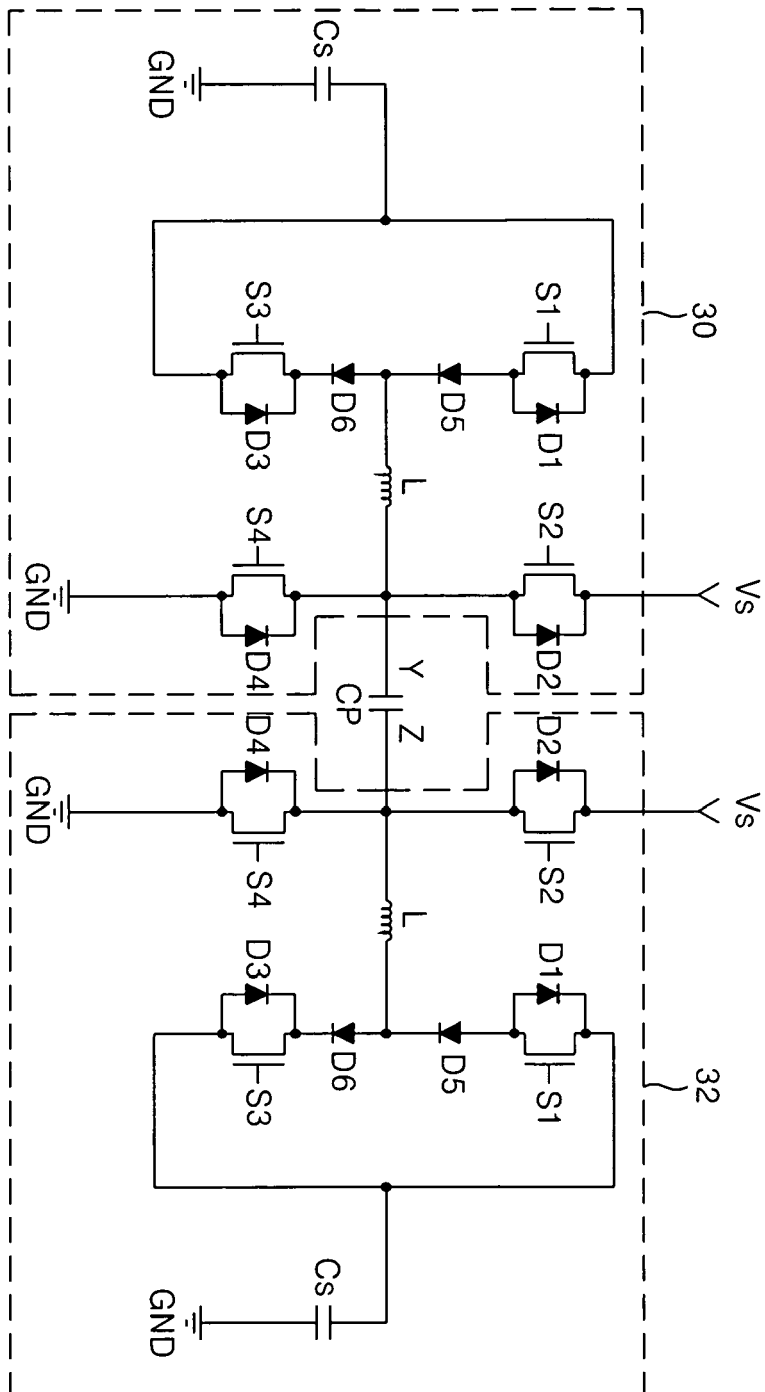 30
32
Vs
Vs
Cs
GND
S1
D1
D5
S3
D3
D6
L
S2
D2
S4
D4
GND
Y
CP
Z
D2
S2
D4
S4
GND
L
D1
S1
D5
D3
S3
D6
Cs
GND